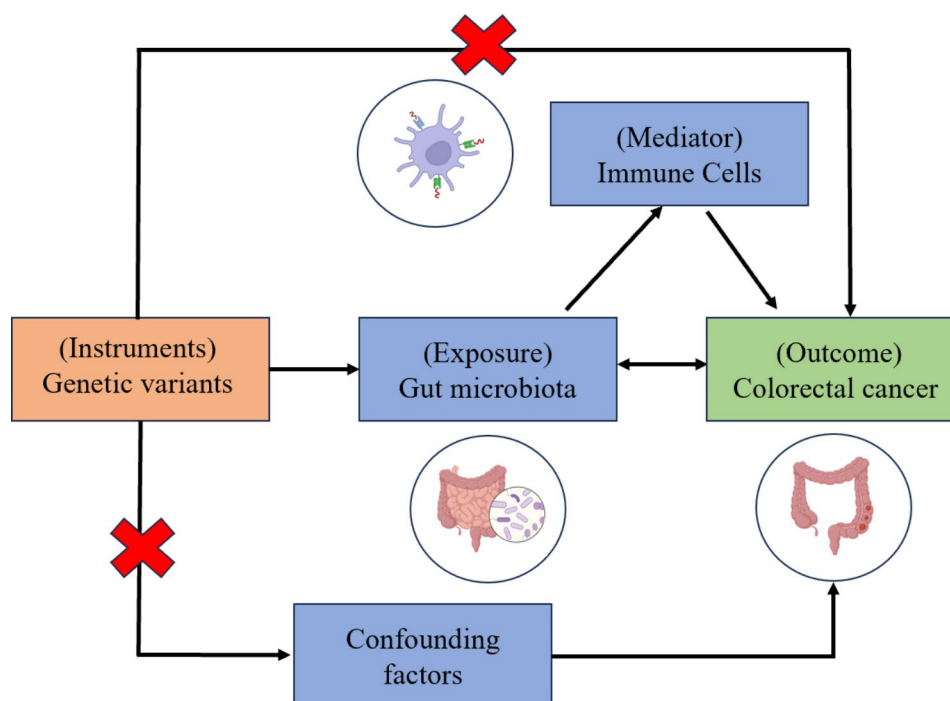 (Mediator)
Immune Cells
(Instruments)
Genetic variants
(Exposure)
Gut microbiota
(Outcome)
Colorectal cancer
Confounding
factors